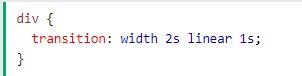 div {
  transition: width 2s linear 1s;
}